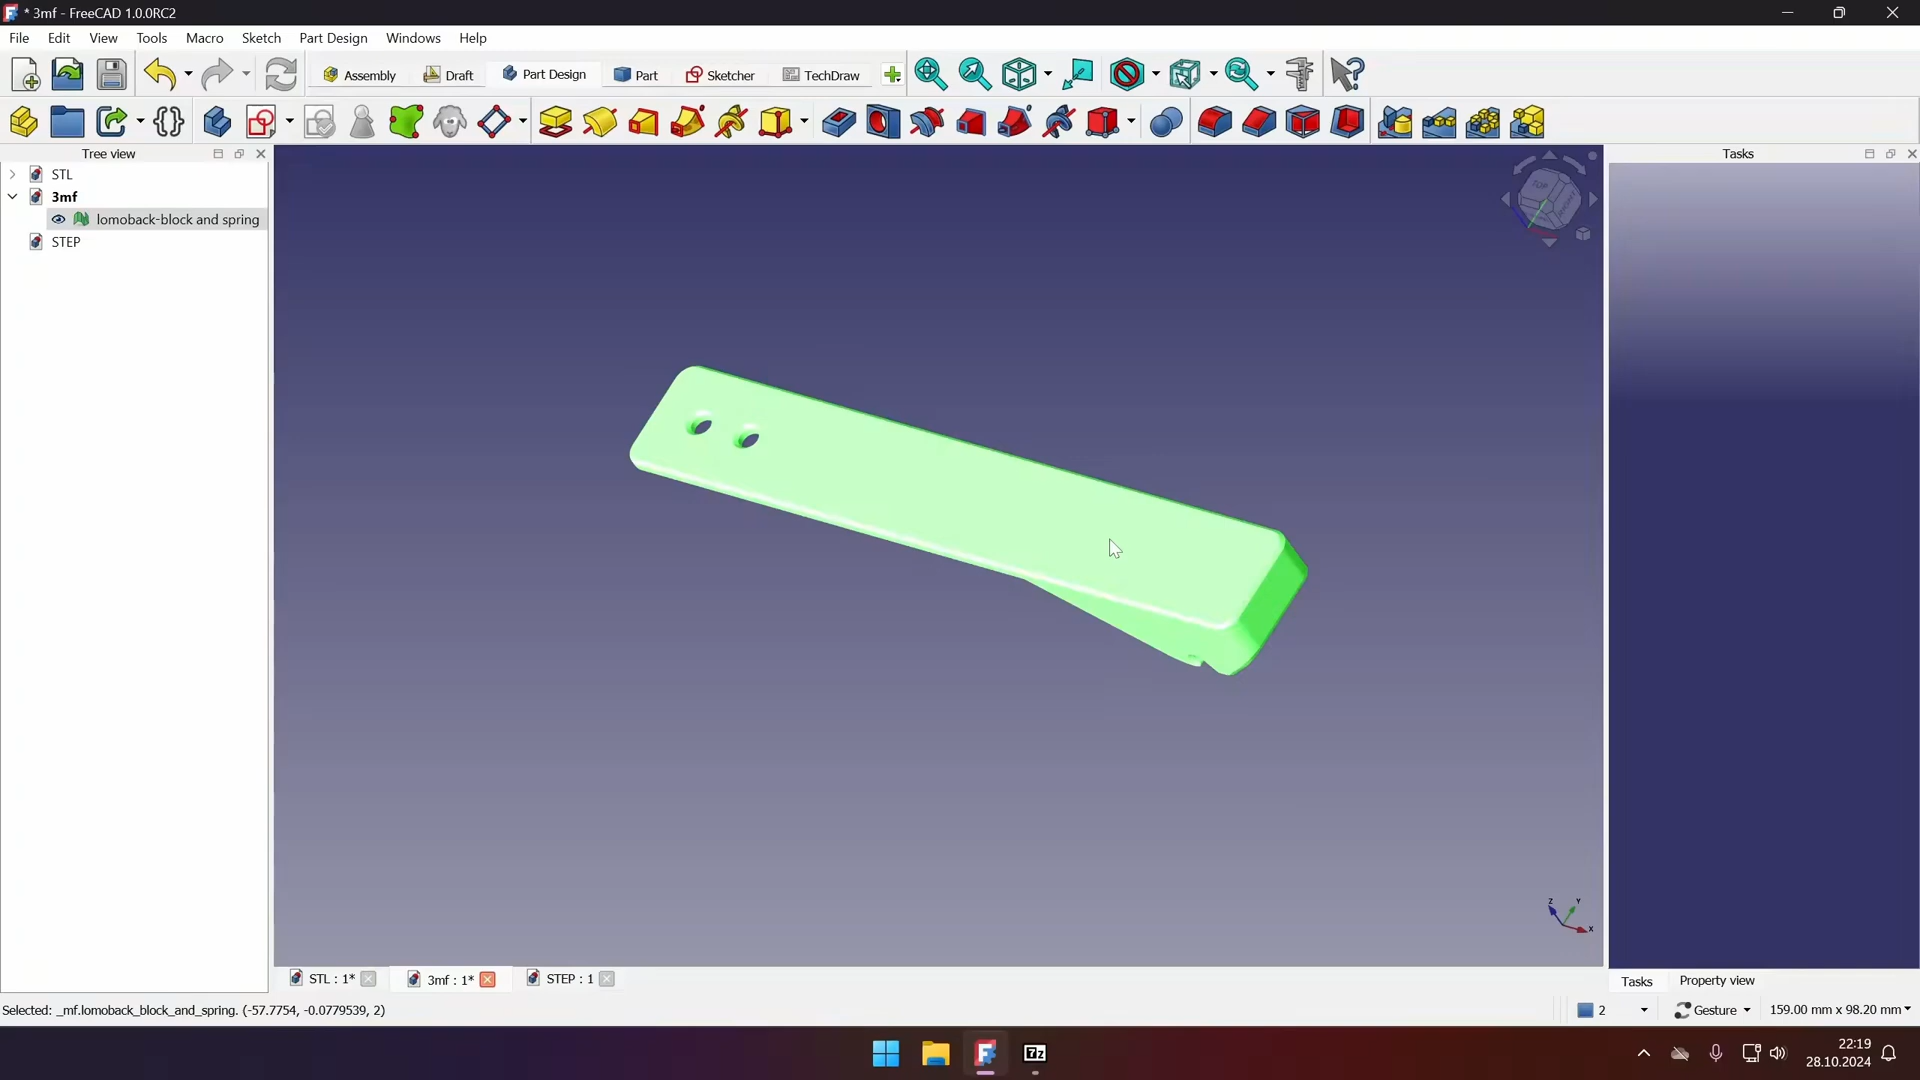 * 3mf - FreeCAD 1.0.0RC2
File Edit View Tools Macro Sketch Part Design Windows Help
Assembly Draft Part Design Part Sketcher TechDraw
Tree view
Tasks
STL
3mf
lomoback-block and spring
STEP
TOP
Z Y X
STL : 1* 3mf : 1* STEP : 1
Tasks Property view
Selected: _mf.lomoback_block_and_spring. (-57.7754, -0.0779539, 2)
2 Gesture 159.00 mm x 98.20 mm
7z
22:19
28.10.2024